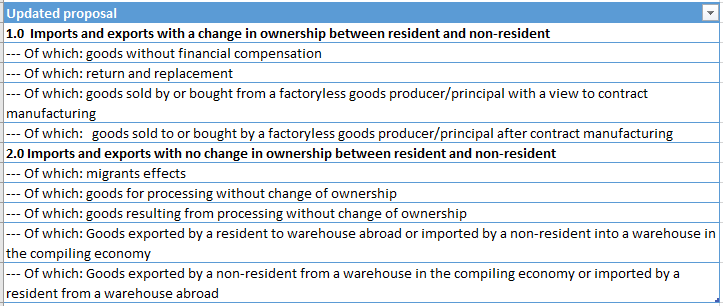 Updated proposal
1.0  Imports and exports with a change in ownership between resident and non-resident
--- Of which: goods without financial compensation
--- Of which: return and replacement
--- Of which: goods sold by or bought from a factoryless goods producer/principal with a view to contract
manufacturing
--- Of which:   goods sold to or bought by a factoryless goods producer/principal after contract manufacturing
2.0 Imports and exports with no change in ownership between resident and non-resident
--- Of which: migrants effects
--- Of which: goods for processing without change of ownership
--- Of which: Goods resulting from processing without change of ownership
--- Of which: Goods exported by a resident to warehouse abroad or imported by a non-resident into a warehouse in
the compiling economy
--- Of which: Goods exported by a non-resident from a warehouse in the compiling economy or imported by a
resident from a warehouse abroad